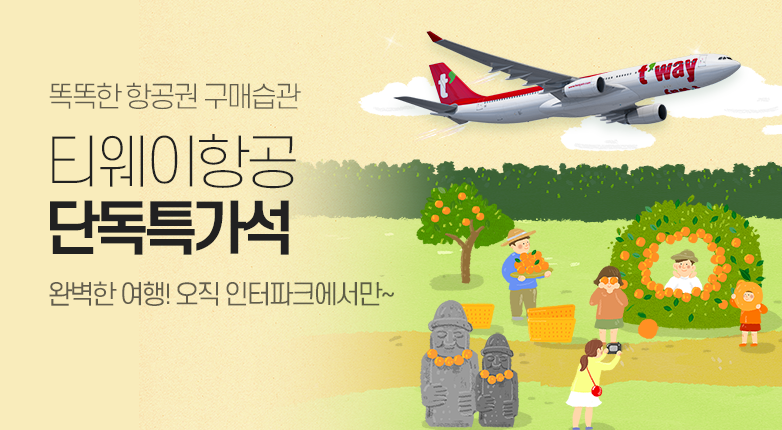 똑똑한 항공권 구매습관
티웨이항공
단독특가석
완벽한 여행! 오직 인터파크에서만~
t'way
t'